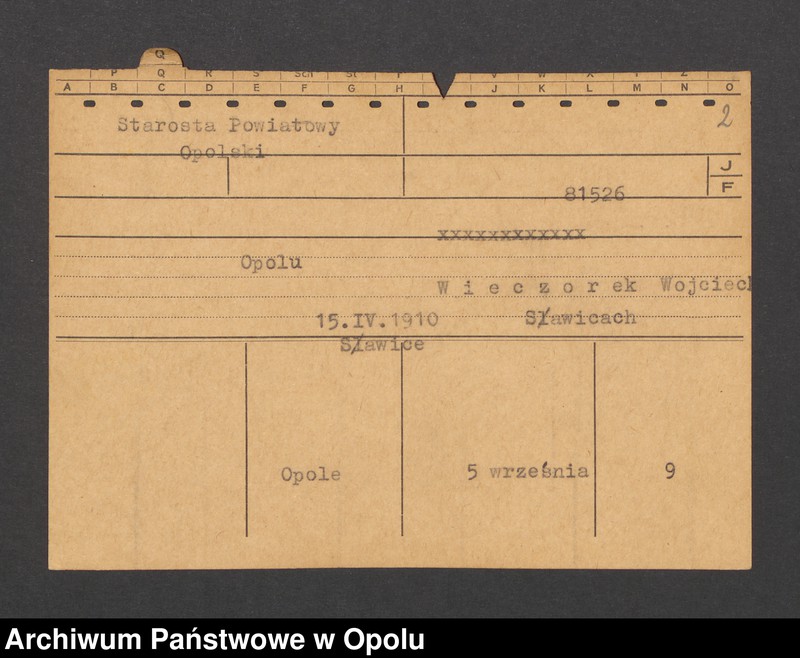 Q
P Q R S Sch St T V W X Y Z
A B C D E F G H J K L M N O
2
Starosta Powiatowy
Opolski
J
F
81526
xxxxxxxxxxxx
Opolu
W i e c z o r e k Wojciech
15.IV.1910 Sławicach
Sławice
Opole 5 września 9
Archiwum Państwowe w Opolu